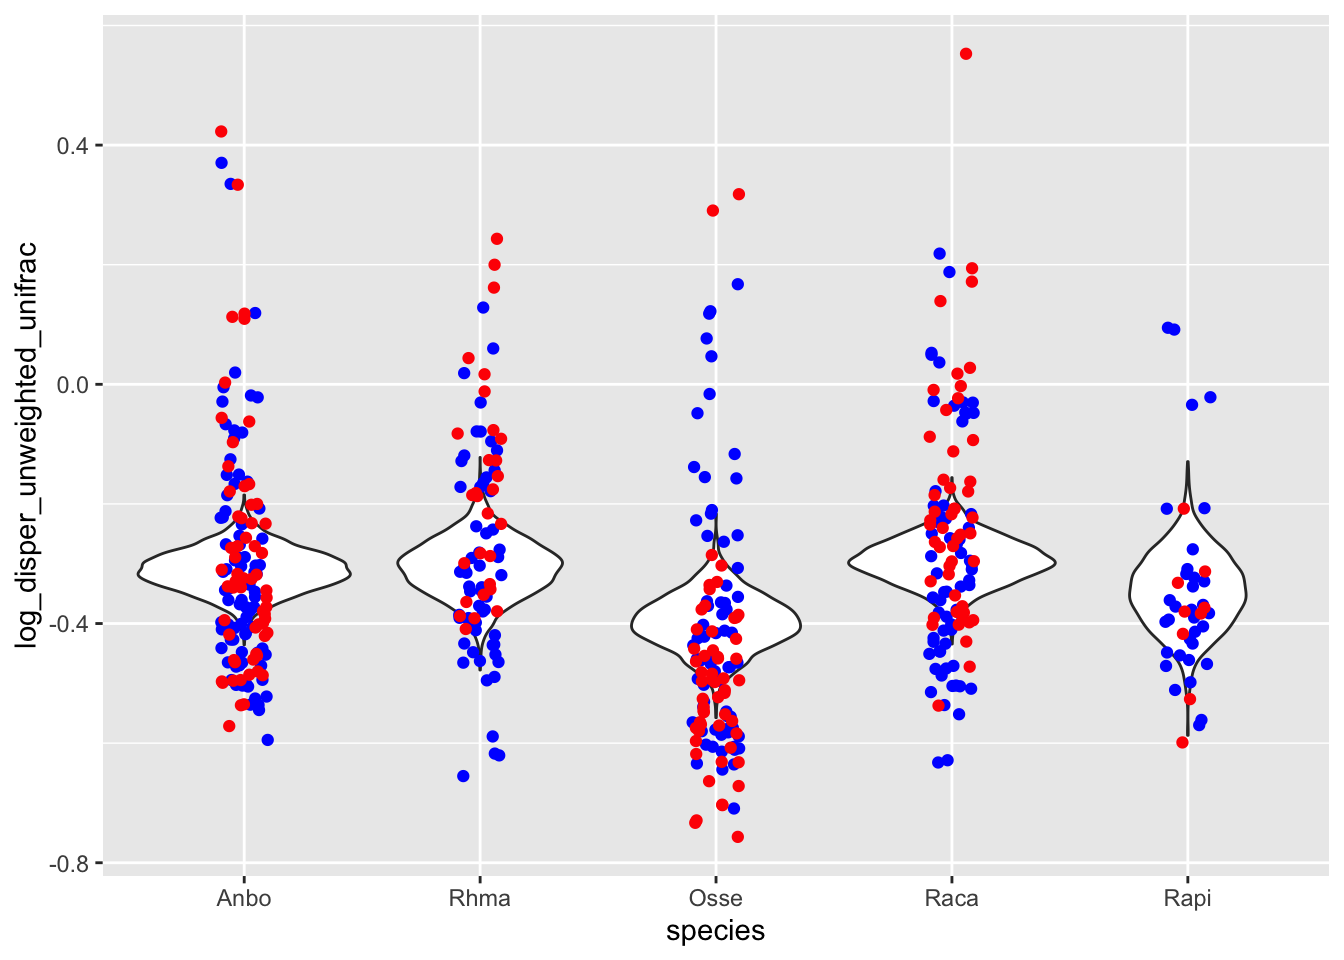 log_disper_unweighted_unifrac
0.4
0.0
-0.4
-0.8
Anbo Rhma Osse Raca Rapi
species